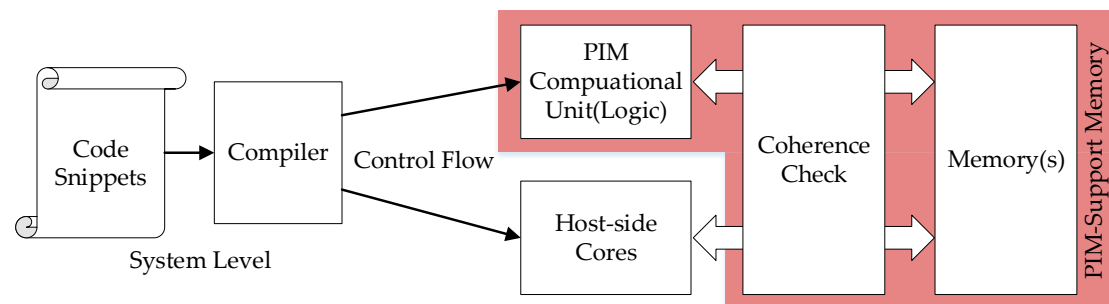 Code
Snippets
System Level
Compiler
Control Flow
PIM
Compuational
Unit(Logic)
Host-side
Cores
Coherence
Check
Memory(s)
PIM-Support Memory